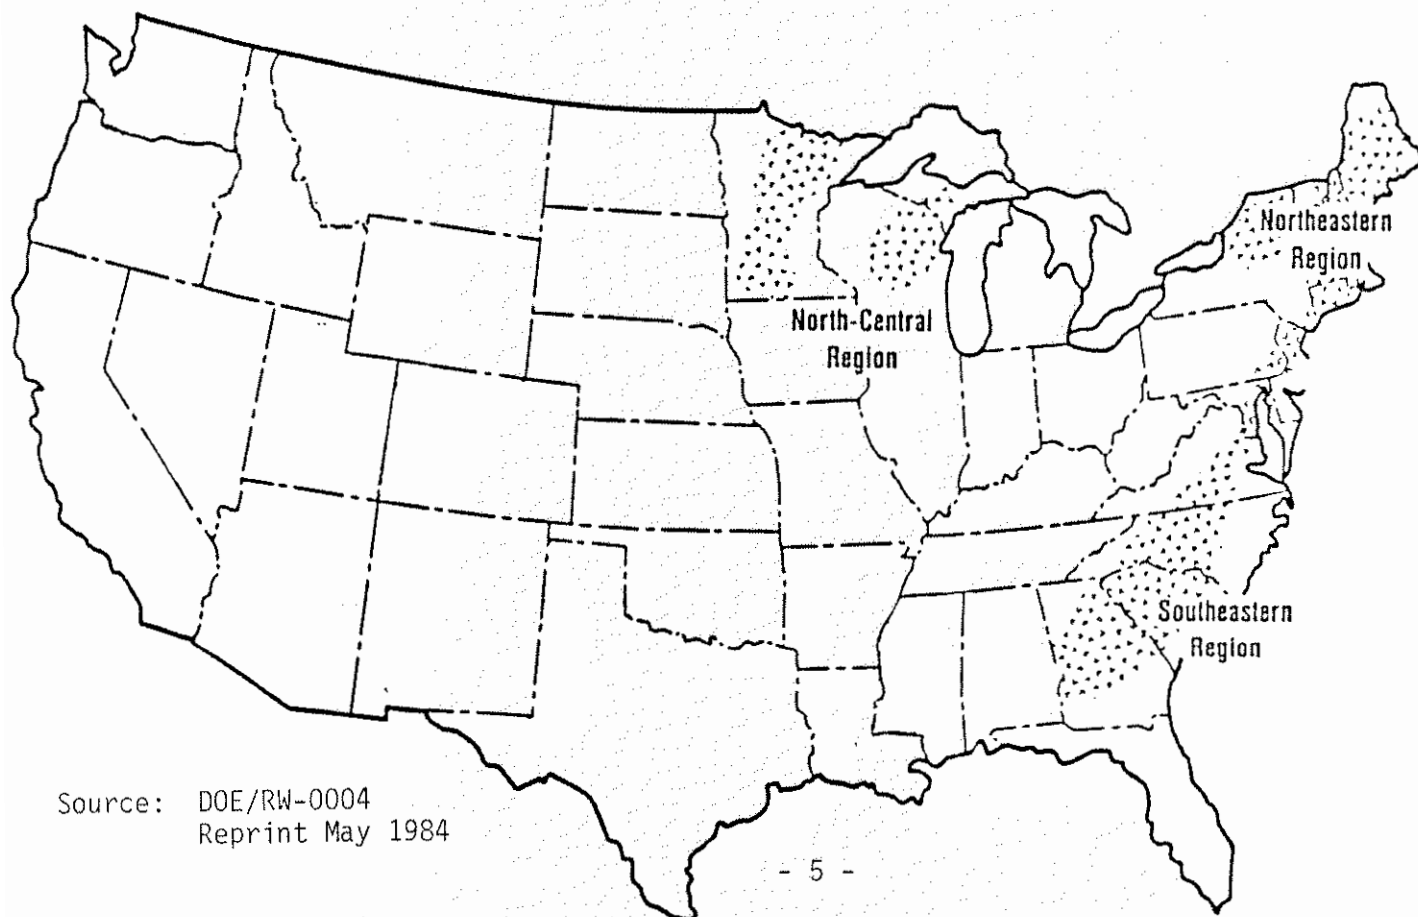 Northeastern
Region
North-Central
Region
Southeastern
Region
Source: DOE/RW-0004
Reprint May 1984
- 5 -